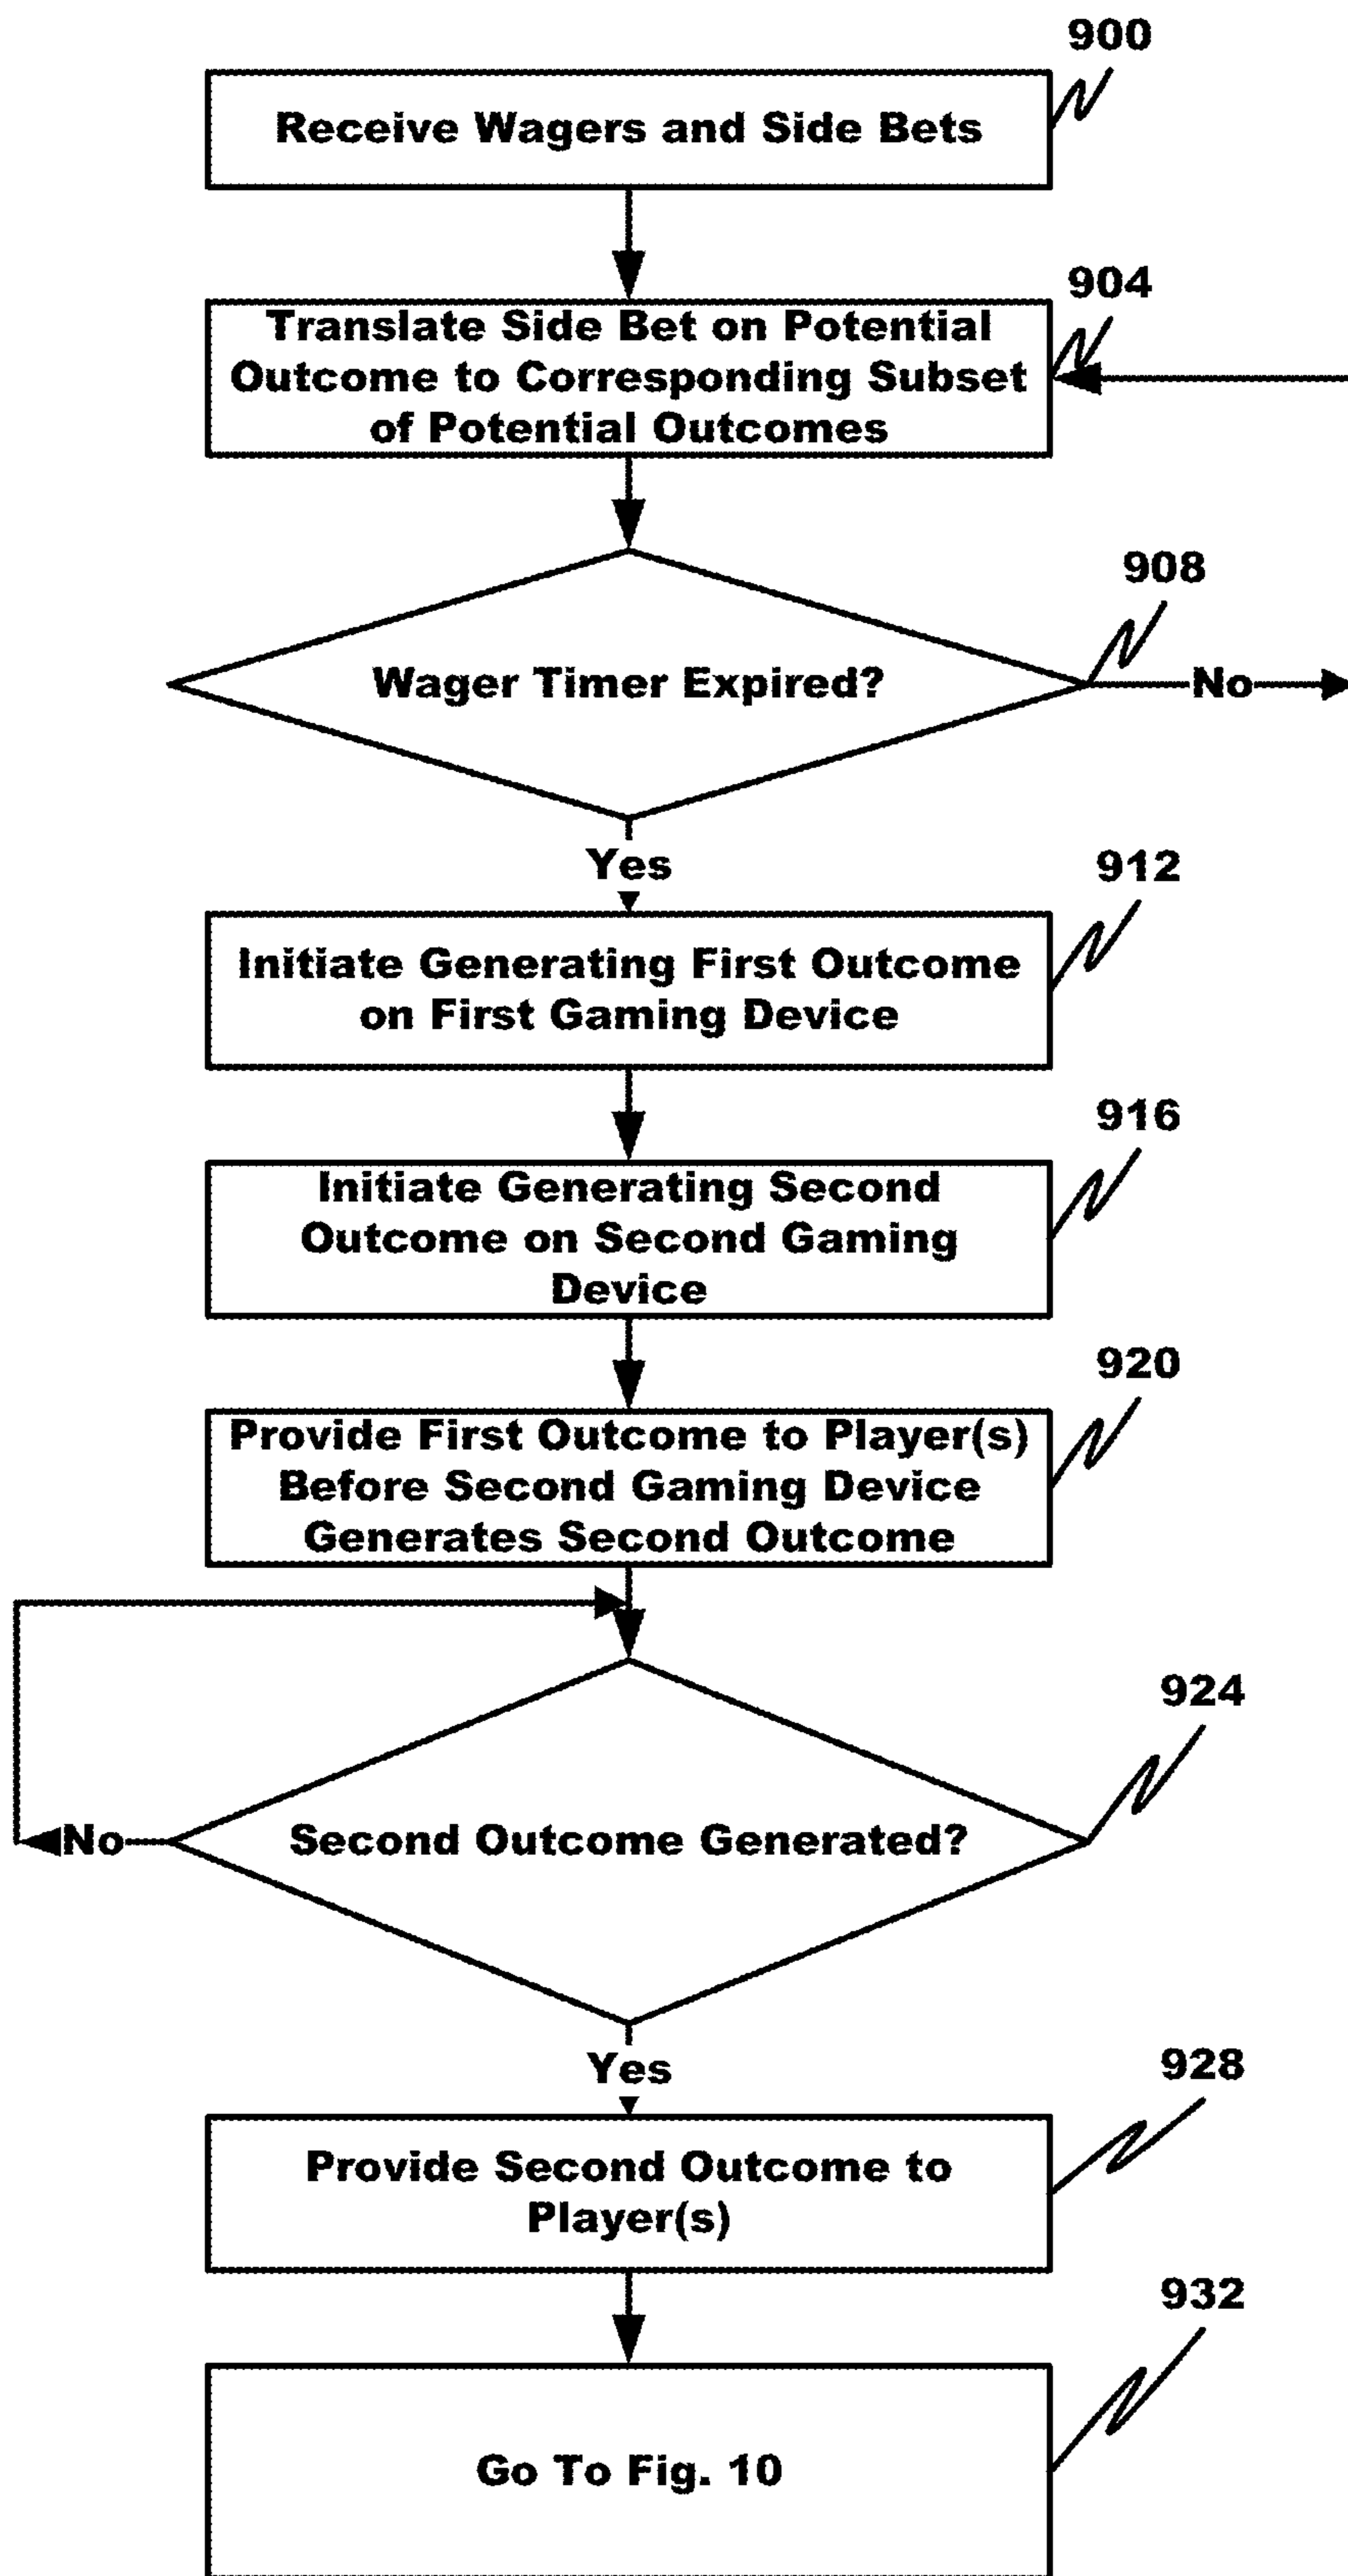 900
Receive Wagers and Side Bets
904
Translate Side Bet on Potential
Outcome to Corresponding Subset
of Potential Outcomes
908
Wager Timer Expired?
No
Yes
912
Initiate Generating First Outcome
on First Gaming Device
916
Initiate Generating Second
Outcome on Second Gaming
Device
920
Provide First Outcome to Player(s)
Before Second Gaming Device
Generates Second Outcome
924
No
Second Outcome Generated?
Yes
928
Provide Second Outcome to
Player(s)
932
Go To Fig. 10